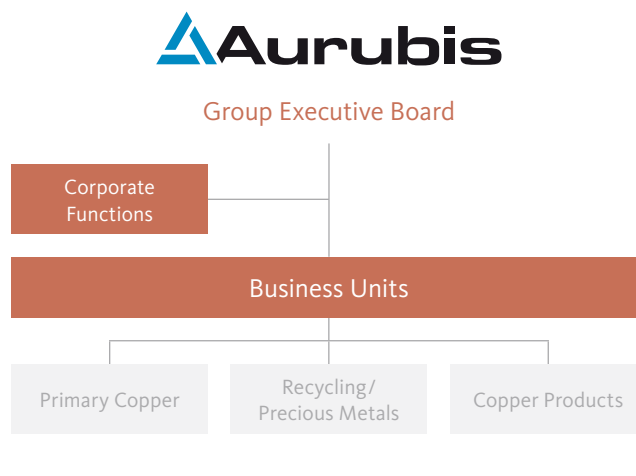 Aurubis
Group Executive Board
Corporate
Functions
Business Units
Primary Copper
Recycling/
Precious Metals
Copper Products